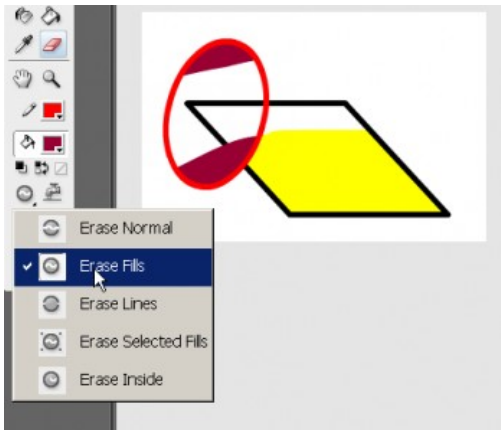 Erase Normal
Erase Fills
Erase Lines
Erase Selected Fills
Erase Inside